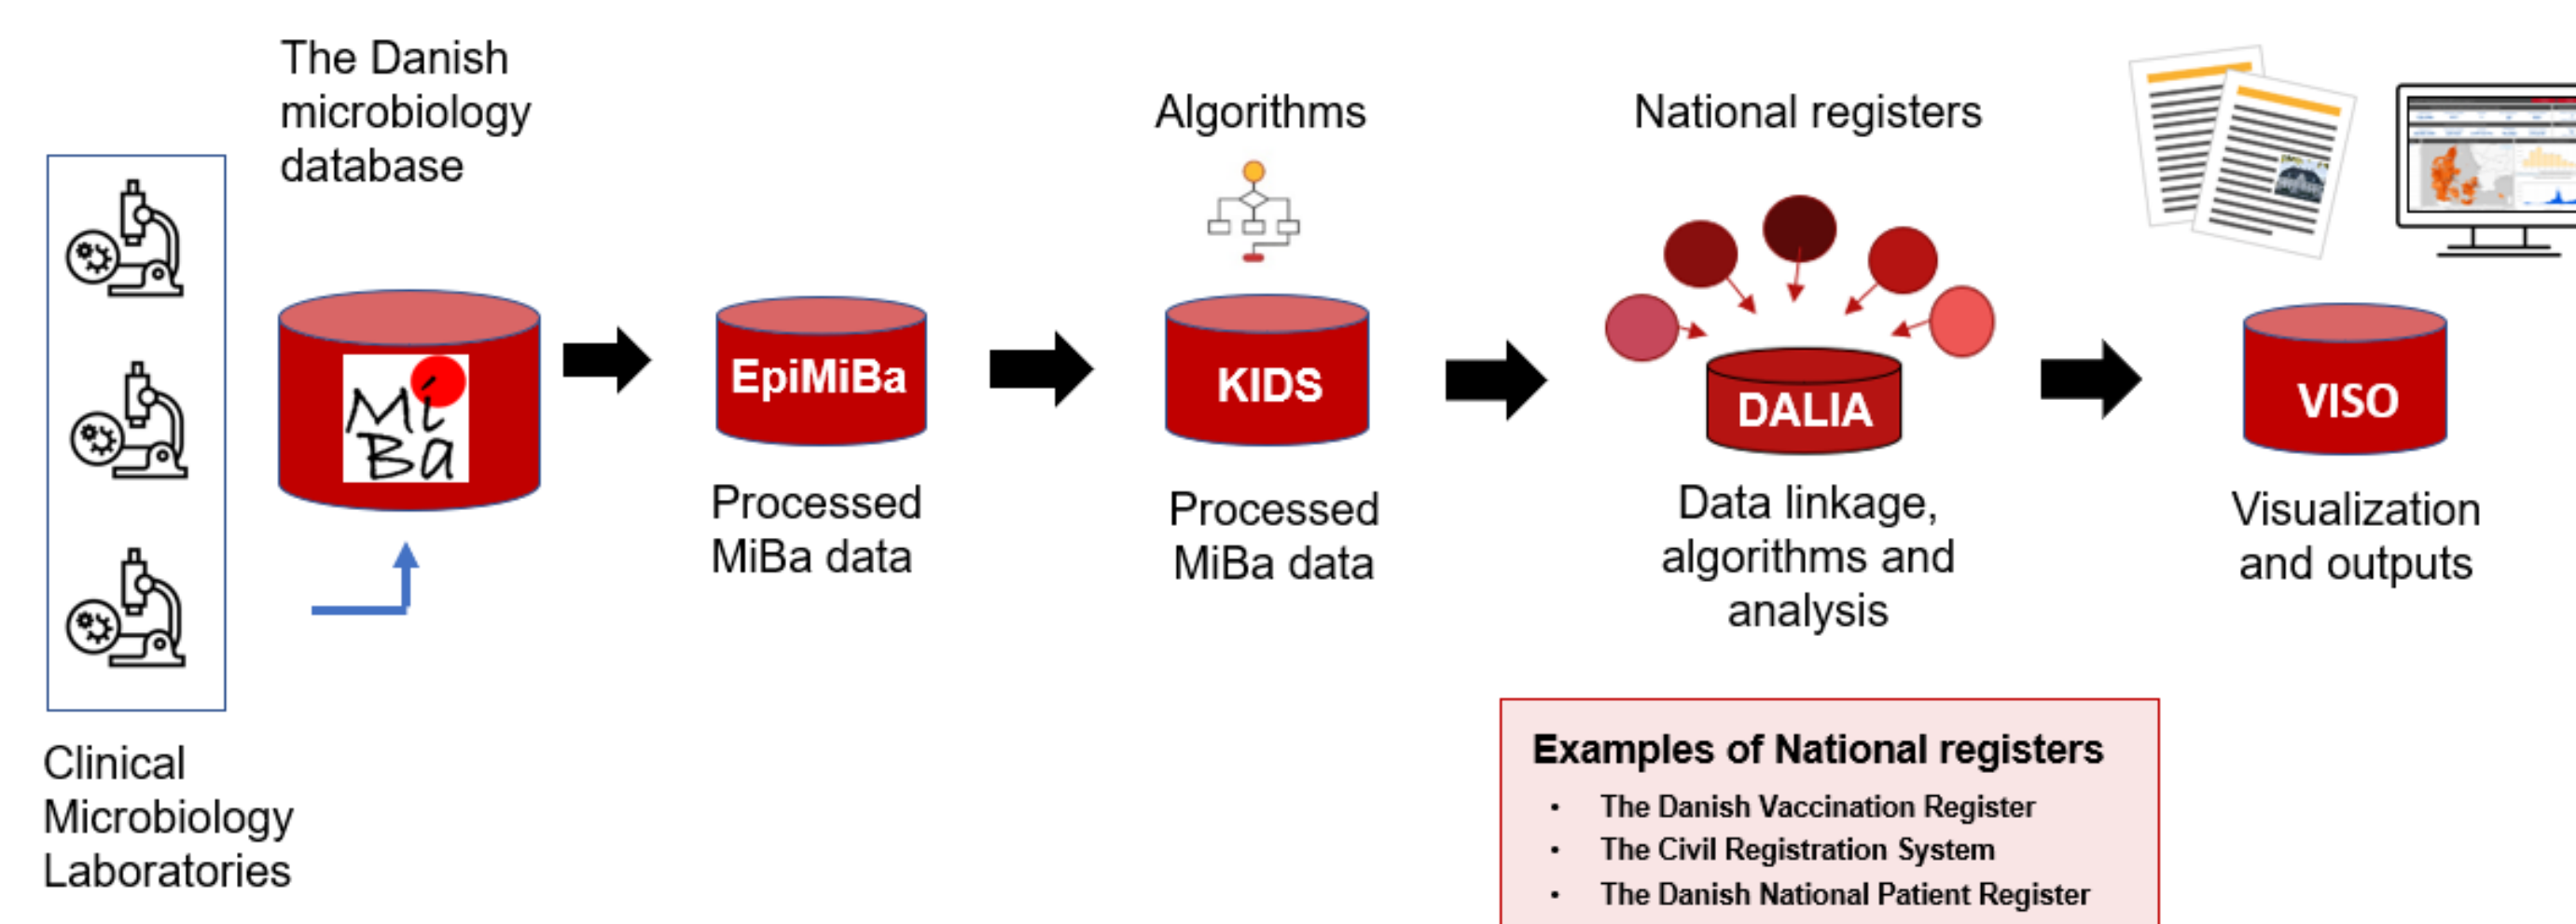 The Danish
microbiology
database
Algorithms
National registers
Mi
Ba
EpiMiBa
KIDS
DALIA
VISO
Processed
MiBa data
Processed
MiBa data
Data linkage,
algorithms and
analysis
Visualization
and outputs
Clinical
Microbiology
Laboratories
Examples of National registers
• The Danish Vaccination Register
• The Civil Registration System
• The Danish National Patient Register